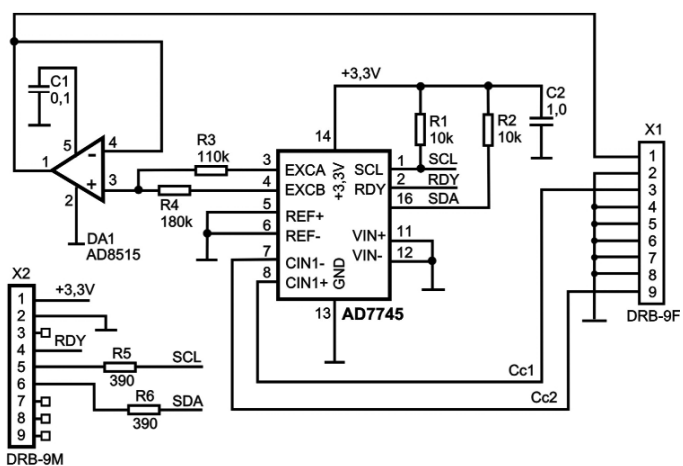 C1
0,1
5
4
1
3
2
DA1
AD8515
R3
110k
R4
180k
+3,3V
14
3 EXCA
4 EXCB
5 REF+
6 REF-
7 CIN1-
8 CIN1+
+3,3V
GND
SCL 1 SCL
RDY 2 RDY
16 SDA
VIN+ 11
VIN- 12
13
AD7745
R1
10k
R2
10k
C2
1,0
X1
1
2
3
4
5
6
7
8
9
DRB-9F
Cc1
Cc2
X2
1 +3,3V
2
3
4 RDY
5
6
7
8
9
R5
390
SCL
R6
390
SDA
DRB-9M